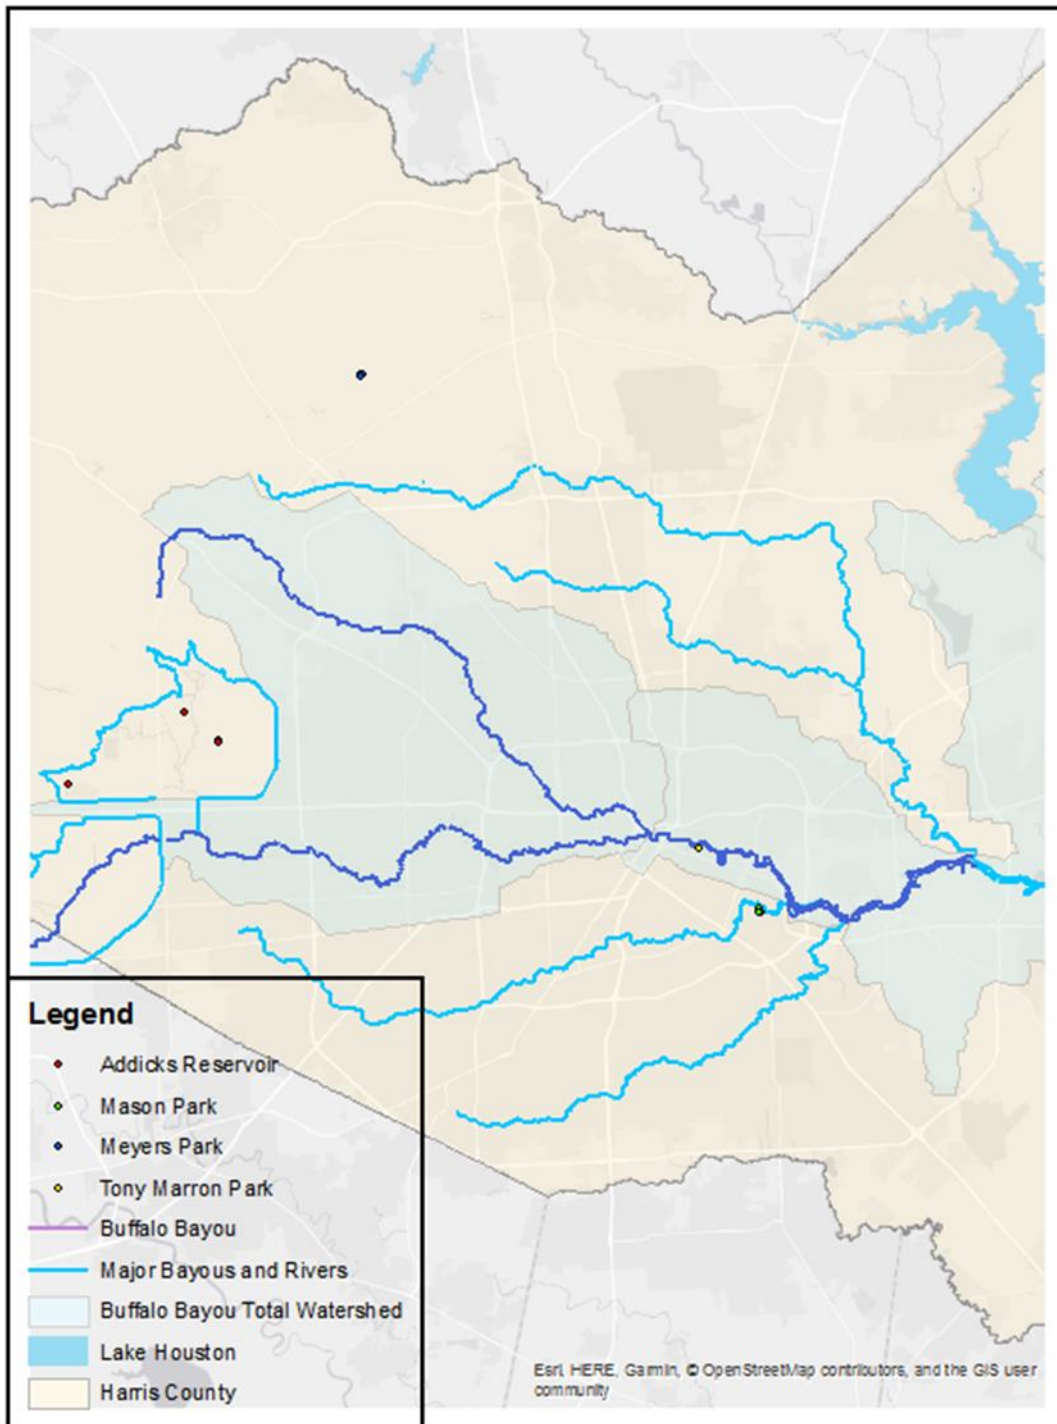 Legend
Addicks Reservoir
Mason Park
Meyers Park
Tony Marron Park
Buffalo Bayou
Major Bayous and Rivers
Buffalo Bayou Total Watershed
Lake Houston
Harris County
Esri, HERE, Garmin, © OpenStreetMap contributors, and the GIS user
community